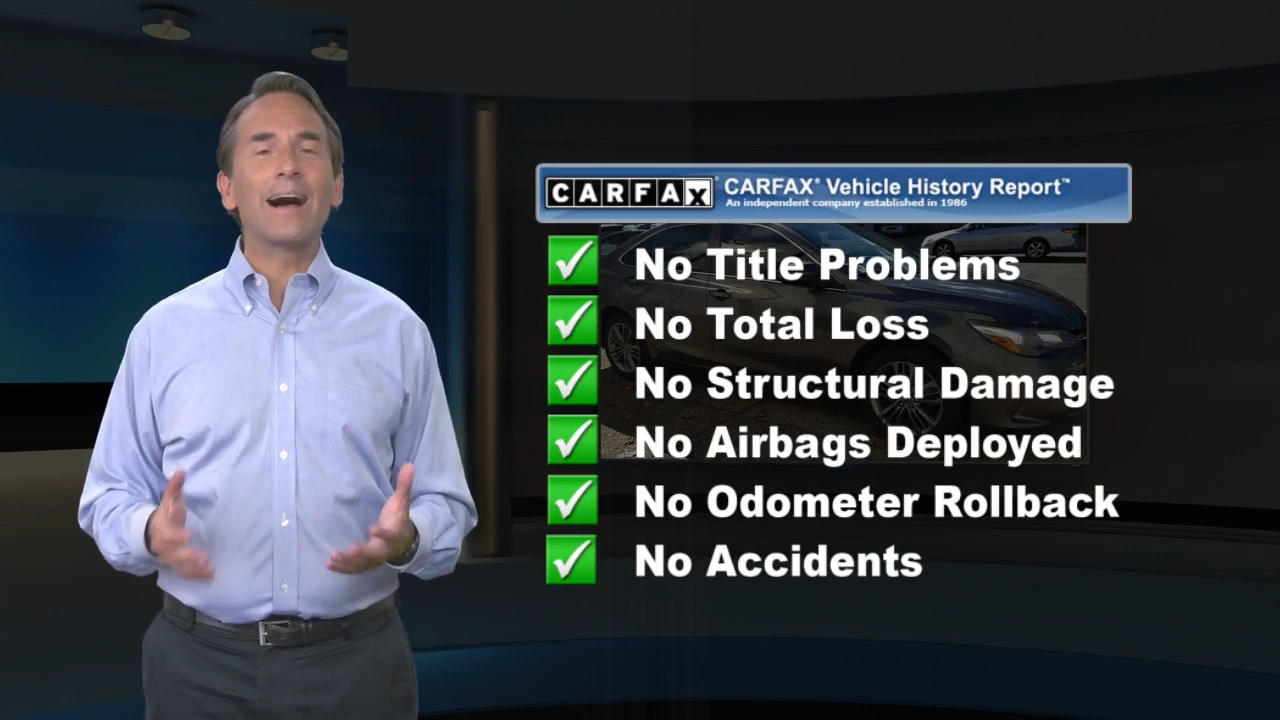 CARFAX® CARFAX® Vehicle History Report™
An independent company established in 1986
No Title Problems
No Total Loss
No Structural Damage
No Airbags Deployed
No Odometer Rollback
No Accidents